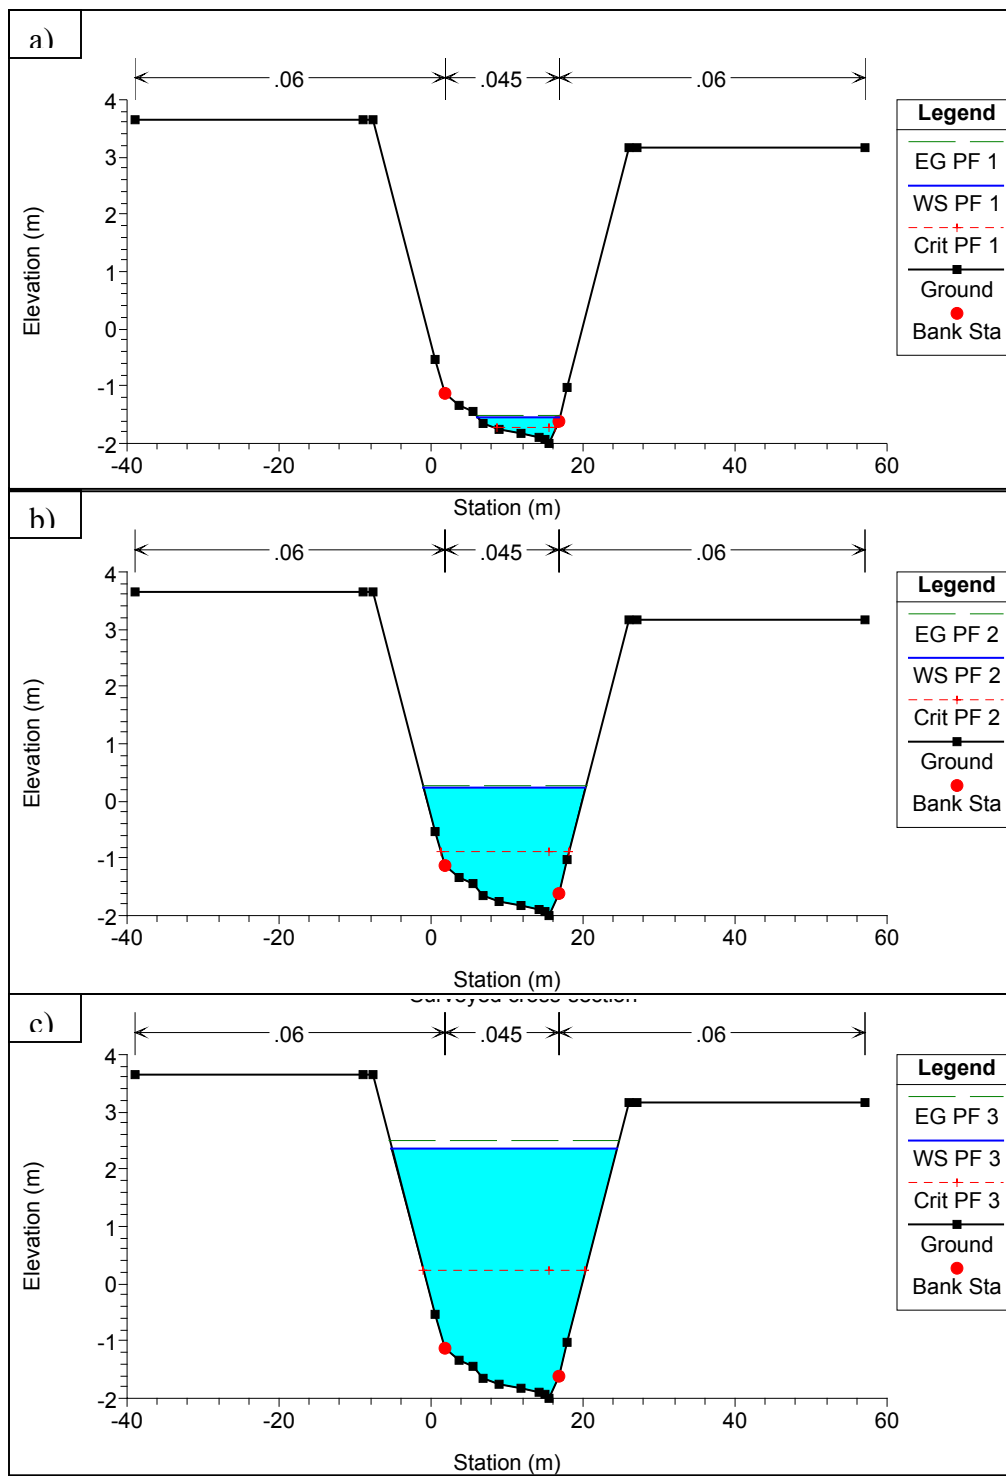 a)
.06 .045 .06
4
3
2
1
0
-1
-2
-40 -20 0 20 40 60
Elevation (m)
Station (m)
Legend
EG PF 1
WS PF 1
Crit PF 1
Ground
Bank Sta
b)
.06 .045 .06
4
3
2
1
0
-1
-2
-40 -20 0 20 40 60
Elevation (m)
Station (m)
Legend
EG PF 2
WS PF 2
Crit PF 2
Ground
Bank Sta
c)
Surveyed cross-section
.06 .045 .06
4
3
2
1
0
-1
-2
-40 -20 0 20 40 60
Elevation (m)
Station (m)
Legend
EG PF 3
WS PF 3
Crit PF 3
Ground
Bank Sta